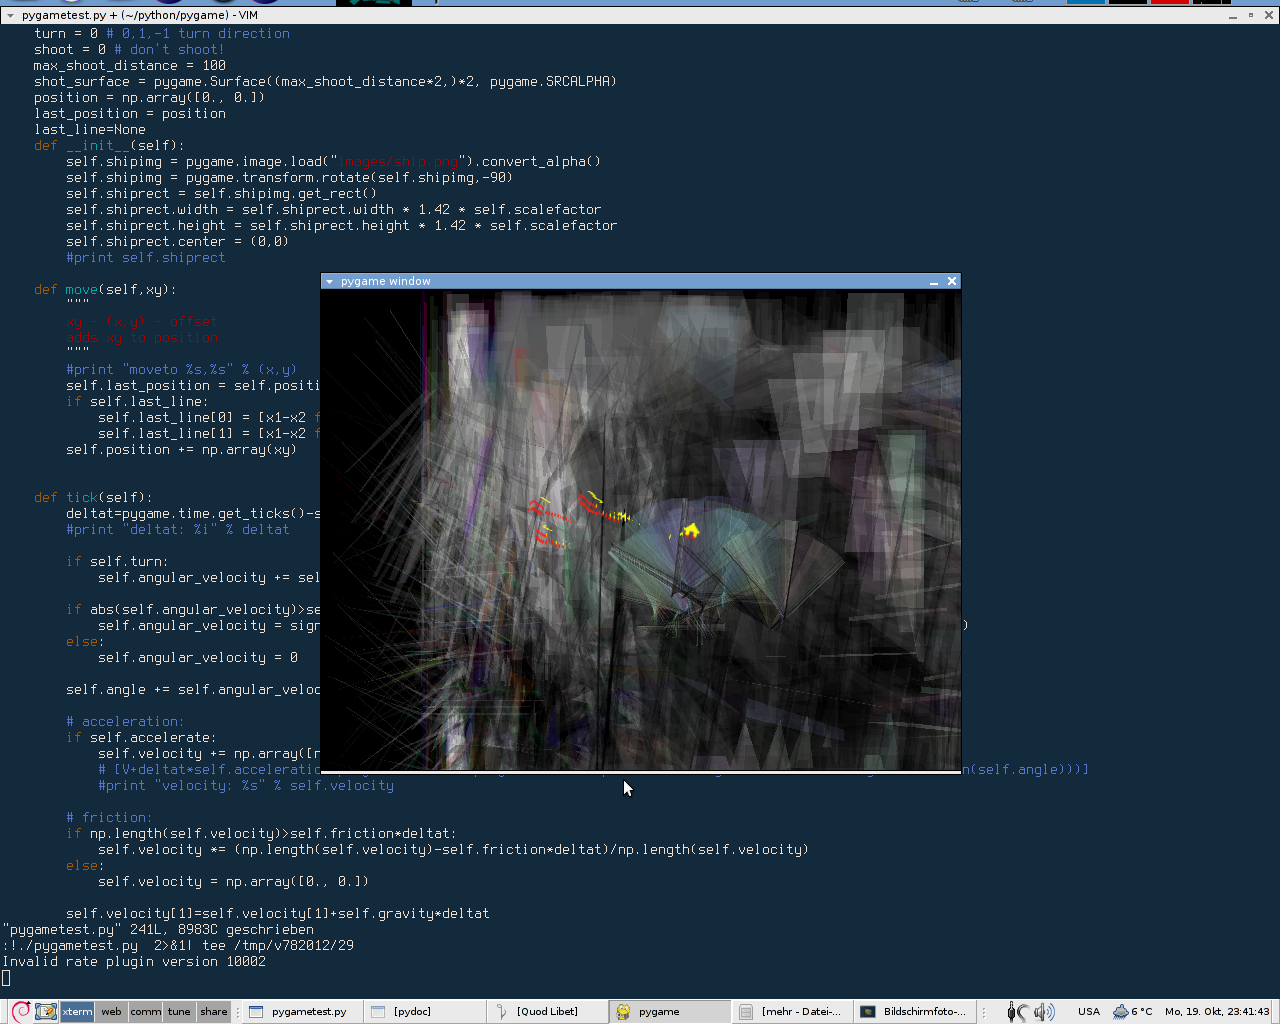 pygametest.py + (~/python/pygame) - VIM
turn = 0 # 0,1,-1 turn direction
shoot = 0 # don't shoot!
max_shoot_distance = 100
shot_surface = pygame.Surface((max_shoot_distance*2,)*2, pygame.SRCALPHA)
position = np.array([0., 0.])
last_position = position
last_line=None
def __init__(self):
self.shipimg = pygame.image.load("images/ship.png").convert_alpha()
self.shipimg = pygame.transform.rotate(self.shipimg,-90)
self.shiprect = self.shipimg.get_rect()
self.shiprect.width = self.shiprect.width * 1.42 * self.scalefactor
self.shiprect.height = self.shiprect.height * 1.42 * self.scalefactor
self.shiprect.center = (0,0)
#print self.shiprect
pygame window
def move(self,xy):
"""
xy - (x,y) - offset
adds xy to position
"""
#print "moveto %s,%s" % (x,y)
self.last_position = self.positi
if self.last_line:
self.last_line[0] = [x1-x2 f
self.last_line[1] = [x1-x2 f
self.position += np.array(xy)
def tick(self):
deltat=pygame.time.get_ticks()-s
#print "deltat: %i" % deltat
if self.turn:
self.angular_velocity += sel
if abs(self.angular_velocity)>se
self.angular_velocity = sign )
else:
self.angular_velocity = 0
self.angle += self.angular_veloc
# acceleration:
if self.accelerate:
self.velocity += np.array([n
# [V+deltat*self.acceleratio n(self.angle)))]
#print "velocity: %s" % self.velocity
# friction:
if np.length(self.velocity)>self.friction*deltat:
self.velocity *= (np.length(self.velocity)-self.friction*deltat)/np.length(self.velocity)
else:
self.velocity = np.array([0., 0.])
self.velocity[1]=self.velocity[1]+self.gravity*deltat
"pygametest.py" 241L, 8983C geschrieben
:!./pygametest.py 2>&1| tee /tmp/v782012/29
Invalid rate plugin version 10002
xterm web comm tune share pygametest.py [pydoc] [Quod Libet] pygame [mehr - Datei-... Bildschirmfoto-... USA 6 °C Mo, 19. Okt, 23:41:43